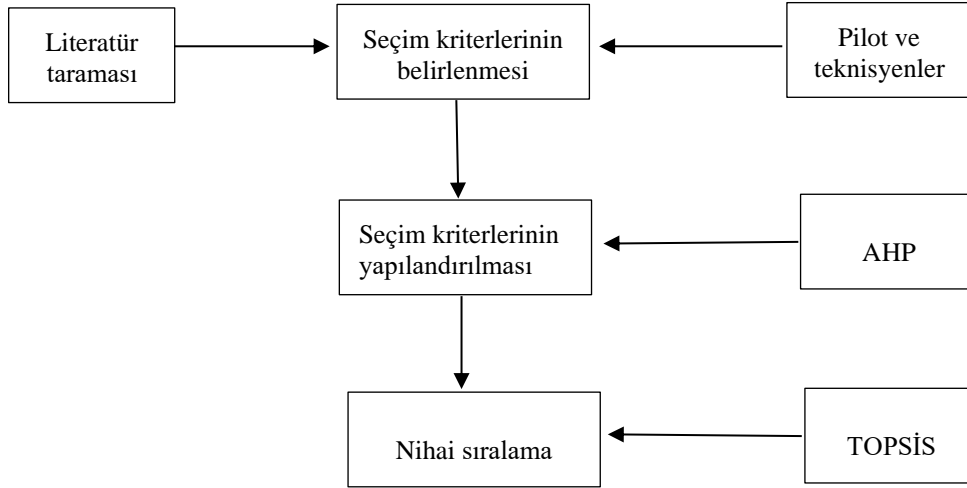 Literatür
taraması
Seçim kriterlerinin
belirlenmesi
Pilot ve
teknisyenler
Seçim kriterlerinin
yapılandırılması
AHP
Nihai sıralama
TOPSİS